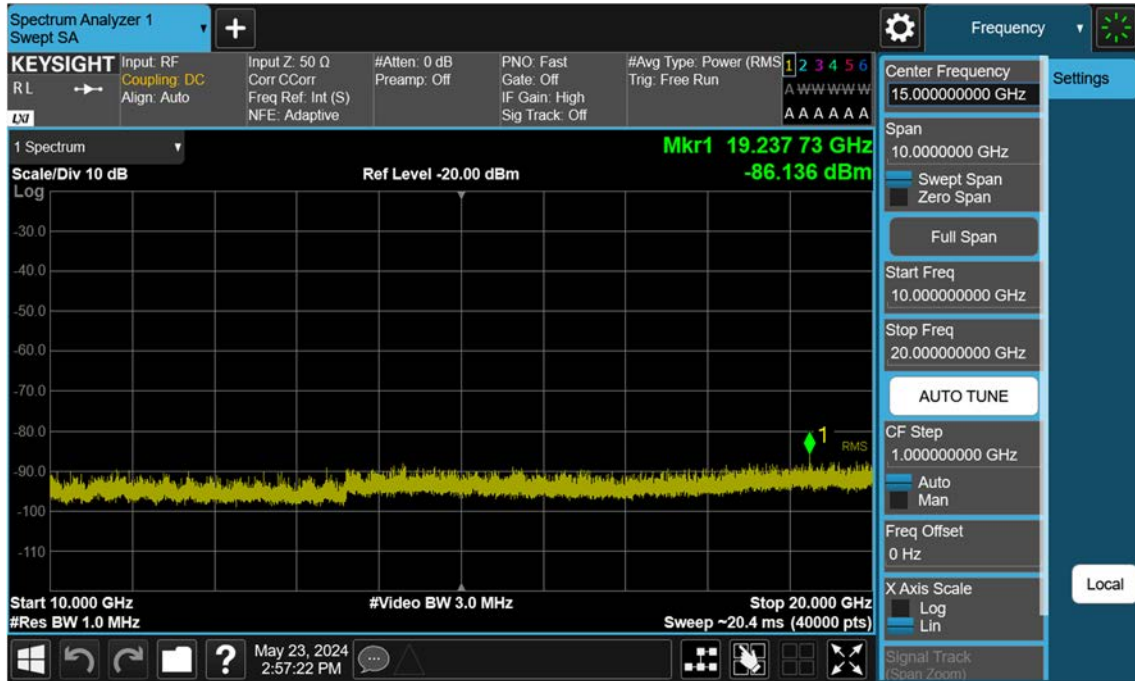 Spectrum Analyzer 1
Swept SA
Frequency
KEYSIGHT
R L
LXI
Input: RF
Coupling: DC
Align: Auto
Input Z: 50 Ω
Corr CCorr
Freq Ref: Int (S)
NFE: Adaptive
#Atten: 0 dB
Preamp: Off
PNO: Fast
Gate: Off
IF Gain: High
Sig Track: Off
#Avg Type: Power (RMS
Trig: Free Run
1 2 3 4 5 6
A W W W W W
A A A A A A
1 Spectrum
Mkr1 19.237 73 GHz
-86.136 dBm
Scale/Div 10 dB
Ref Level -20.00 dBm
Log
-30.0
-40.0
-50.0
-60.0
-70.0
-80.0
-90.0
-100
-110
1
RMS
Start 10.000 GHz
#Video BW 3.0 MHz
Stop 20.000 GHz
#Res BW 1.0 MHz
Sweep ~20.4 ms (40000 pts)
Center Frequency
15.000000000 GHz
Span
10.0000000 GHz
Swept Span
Zero Span
Full Span
Start Freq
10.000000000 GHz
Stop Freq
20.000000000 GHz
AUTO TUNE
CF Step
1.000000000 GHz
Auto
Man
Freq Offset
0 Hz
X Axis Scale
Log
Lin
Signal Track
(Span Zoom)
Settings
Local
?
May 23, 2024
2:57:22 PM